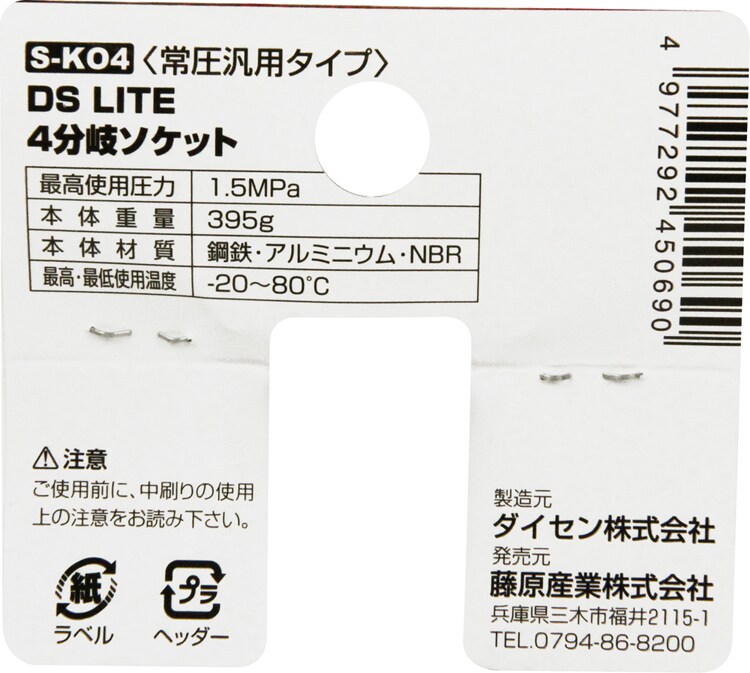 S-KO4〈常圧汎用タイプ〉
DS LITE
4分岐ソケット
最高使用圧力 1.5MPa
本体重量 395g
本体材質 鋼鉄・アルミニウム・NBR
最高・最低使用温度 -20〜80℃
4 977292 450690
⚠注意
ご使用前に、中刷りの使用
上の注意をお読み下さい。
紙
ラベル
プラ
ヘッダー
製造元
ダイセン株式会社
発売元
藤原産業株式会社
兵庫県三木市福井2115-1
TEL.0794-86-8200